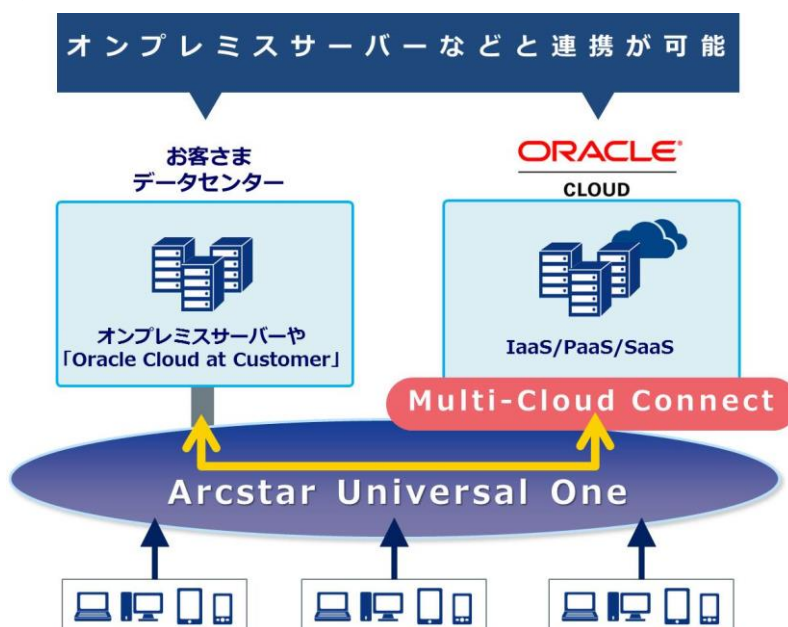 オンプレミスサーバーなどと連携が可能
お客さま
データセンター
オンプレミスサーバーや
「Oracle Cloud at Customer」
ORACLE®
CLOUD
IaaS/PaaS/SaaS
Multi-Cloud Connect
Arcstar Universal One